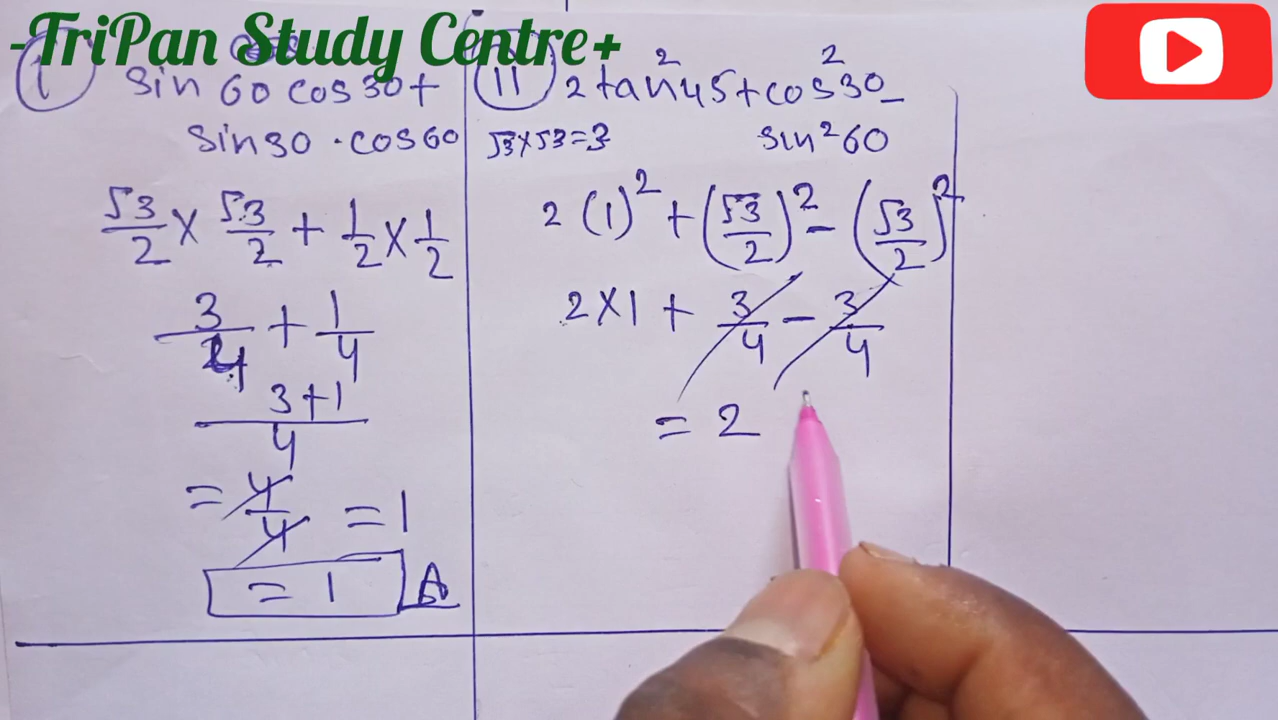 -TriPan Study Centre+
(i) sin 60 cos 30 +
sin 30 . cos 60
√3/2 × √3/2 + 1/2 × 1/2
3/4 + 1/4
3+1/4
= 4/4 = 1
= 1 A
(ii) 2 tan²45 + cos²30 -
√3×√3=3 sin²60
2 (1)² + (√3/2)² - (√3/2)²
2×1 + 3/4 - 3/4
= 2